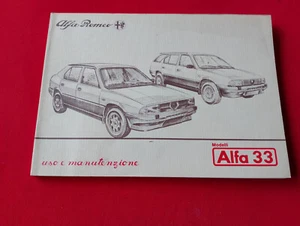 Alfa Romeo
uso e manutenzione
Modelli
Alfa 33